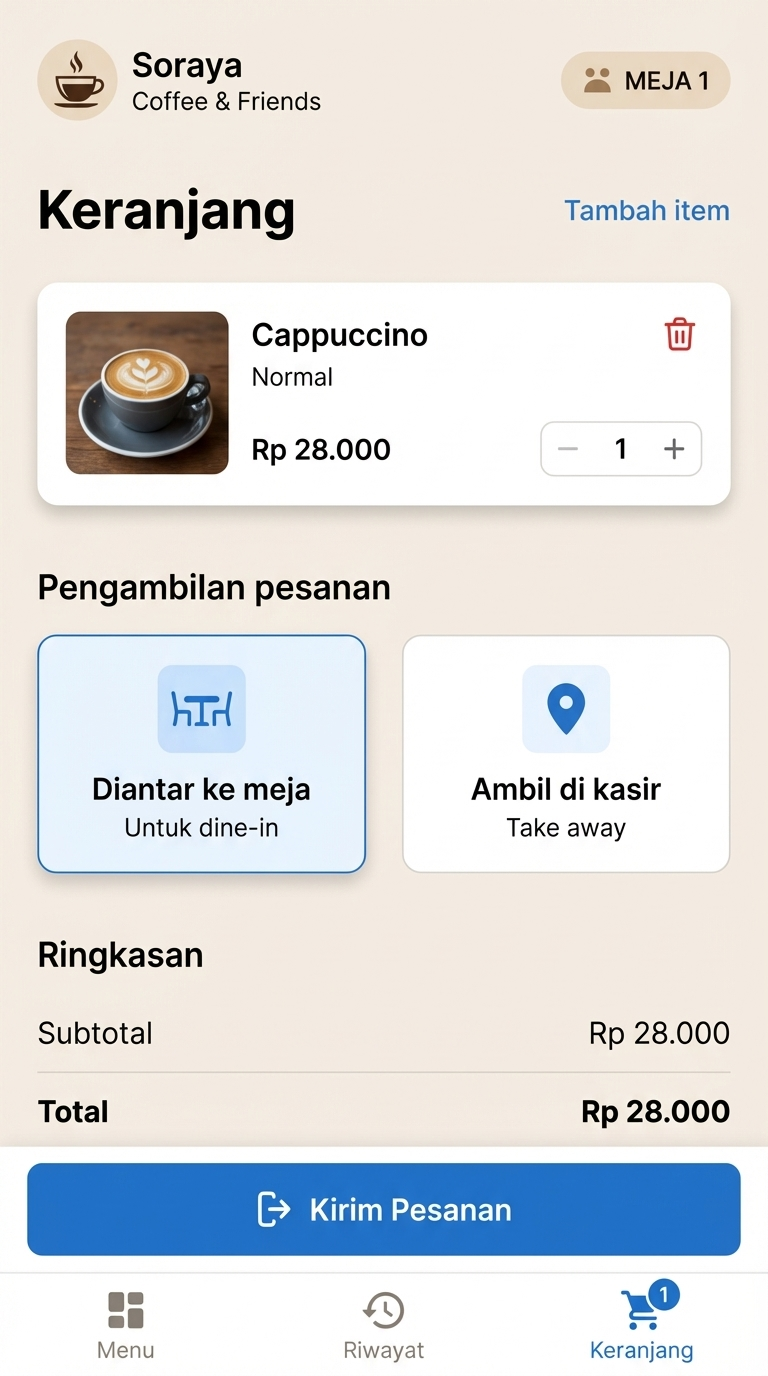 Soraya
Coffee & Friends
MEJA 1
Keranjang
Tambah item
Cappuccino
Normal
Rp 28.000
1
Pengambilan pesanan
Diantar ke meja
Untuk dine-in
Ambil di kasir
Take away
Ringkasan
Subtotal
Rp 28.000
Total
Rp 28.000
Kirim Pesanan
Menu
Riwayat
1
Keranjang